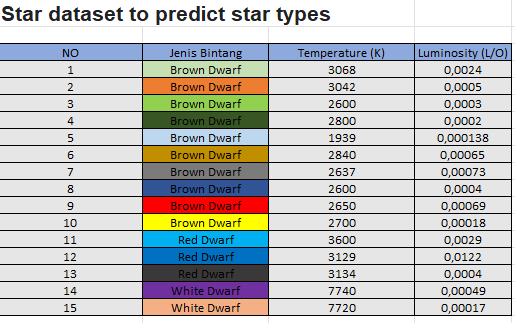 Star dataset to predict star types
NO Jenis Bintang Temperature (K) Luminosity (L/O)
1 Brown Dwarf 3068 0,0024
2 Brown Dwarf 3042 0,0005
3 Brown Dwarf 2600 0,0003
4 Brown Dwarf 2800 0,0002
5 Brown Dwarf 1939 0,000138
6 Brown Dwarf 2840 0,00065
7 Brown Dwarf 2637 0,00073
8 Brown Dwarf 2600 0,0004
9 Brown Dwarf 2650 0,00069
10 Brown Dwarf 2700 0,00018
11 Red Dwarf 3600 0,0029
12 Red Dwarf 3129 0,0122
13 Red Dwarf 3134 0,0004
14 White Dwarf 7740 0,00049
15 White Dwarf 7720 0,00017